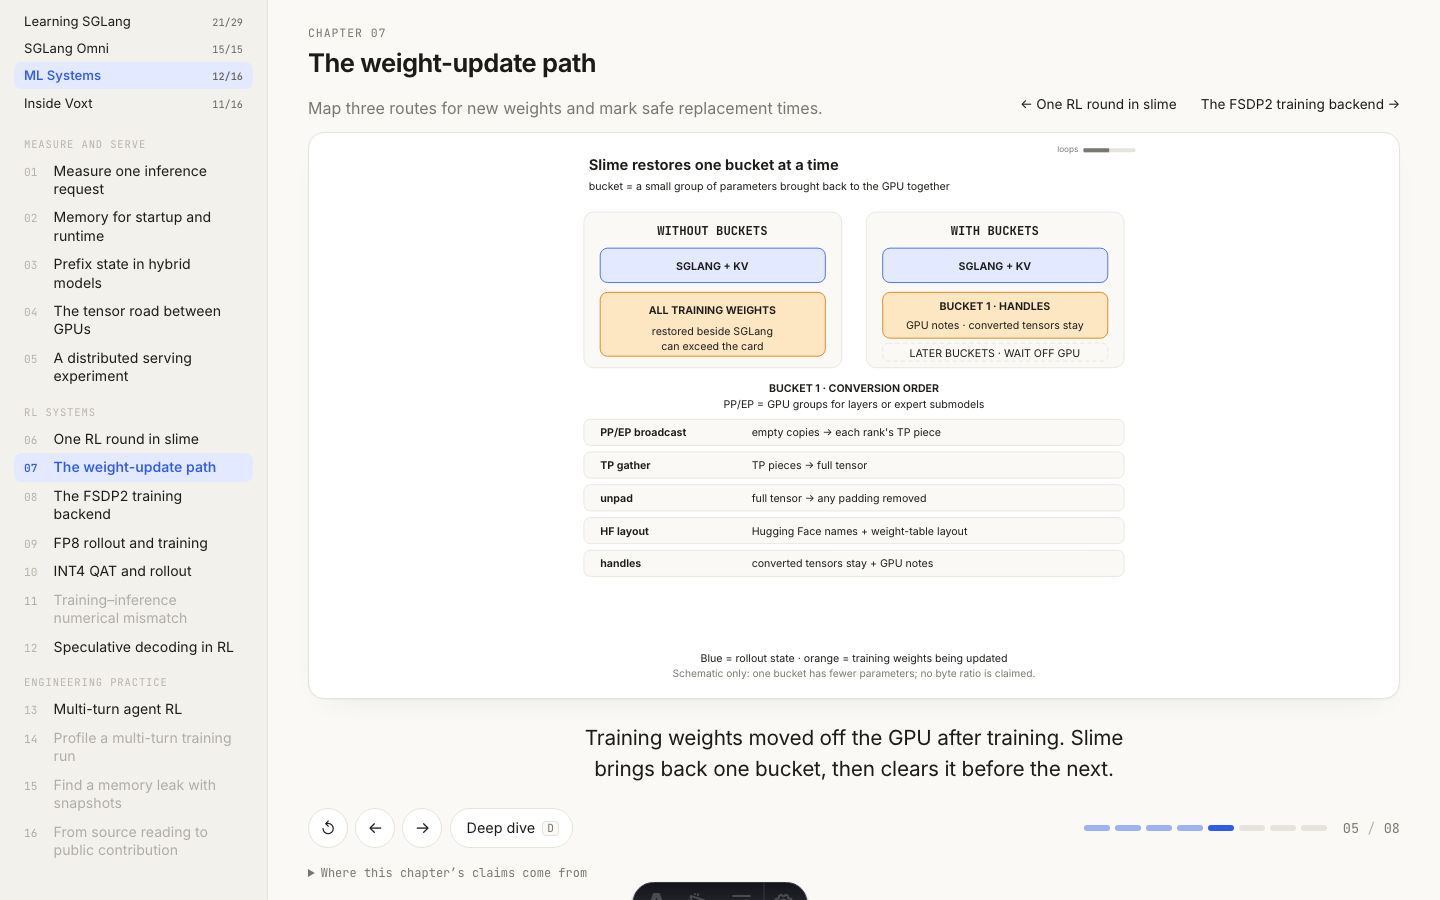 Learning SGLang 21/29
SGLang Omni 15/15
ML Systems 12/16
Inside Voxt 11/16
MEASURE AND SERVE
01 Measure one inference
request
02 Memory for startup and
runtime
03 Prefix state in hybrid
models
04 The tensor road between
GPUs
05 A distributed serving
experiment
RL SYSTEMS
06 One RL round in slime
07 The weight-update path
08 The FSDP2 training
backend
09 FP8 rollout and training
10 INT4 QAT and rollout
11 Training–inference
numerical mismatch
12 Speculative decoding in RL
ENGINEERING PRACTICE
13 Multi-turn agent RL
14 Profile a multi-turn training
run
15 Find a memory leak with
snapshots
16 From source reading to
public contribution
CHAPTER 07
The weight-update path
Map three routes for new weights and mark safe replacement times.
← One RL round in slime The FSDP2 training backend →
loops
Slime restores one bucket at a time
bucket = a small group of parameters brought back to the GPU together
WITHOUT BUCKETS
SGLANG + KV
ALL TRAINING WEIGHTS
restored beside SGLang
can exceed the card
WITH BUCKETS
SGLANG + KV
BUCKET 1 · HANDLES
GPU notes · converted tensors stay
LATER BUCKETS · WAIT OFF GPU
BUCKET 1 · CONVERSION ORDER
PP/EP = GPU groups for layers or expert submodels
PP/EP broadcast empty copies → each rank's TP piece
TP gather TP pieces → full tensor
unpad full tensor → any padding removed
HF layout Hugging Face names + weight-table layout
handles converted tensors stay + GPU notes
Blue = rollout state · orange = training weights being updated
Schematic only: one bucket has fewer parameters; no byte ratio is claimed.
Training weights moved off the GPU after training. Slime
brings back one bucket, then clears it before the next.
Deep dive D
05 / 08
▶ Where this chapter's claims come from